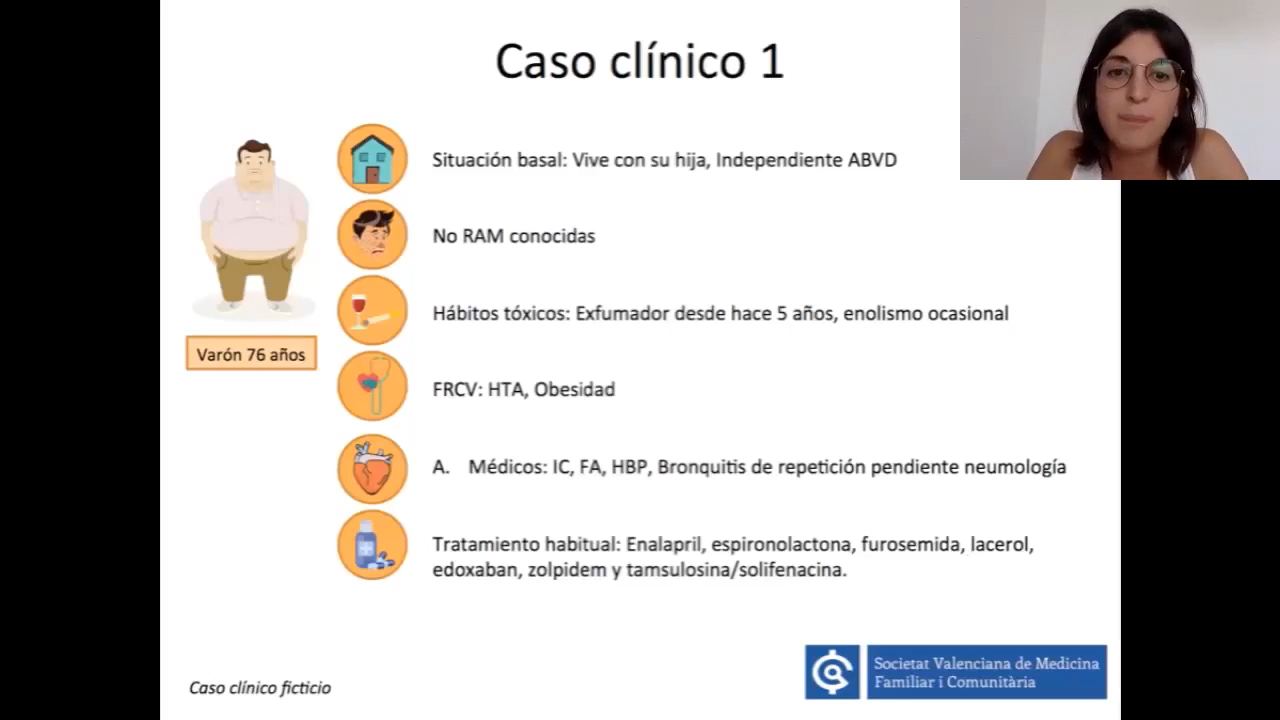 Caso clínico 1
Situación basal: Vive con su hija, Independiente ABVD
No RAM conocidas
Hábitos tóxicos: Exfumador desde hace 5 años, enolismo ocasional
Varón 76 años
FRCV: HTA, Obesidad
A. Médicos: IC, FA, HBP, Bronquitis de repetición pendiente neumología
Tratamiento habitual: Enalapril, espironolactona, furosemida, lacerol,
edoxaban, zolpidem y tamsulosina/solifenacina.
Societat Valenciana de Medicina
Familiar i Comunitària
Caso clínico ficticio